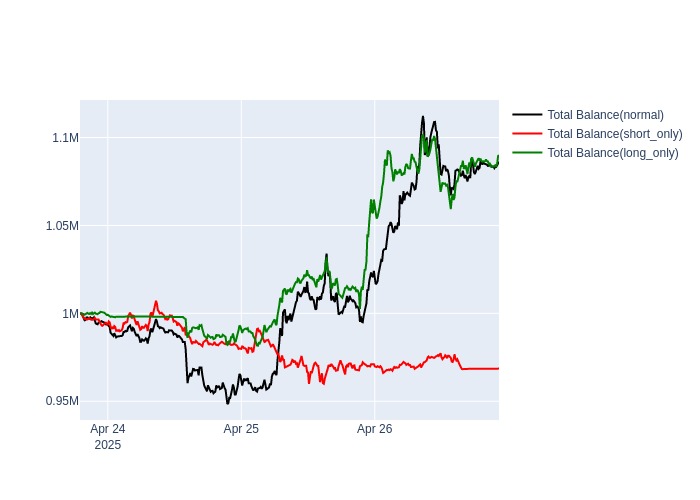 1.1M
1.05M
1M
0.95M
Apr 24
2025
Apr 25
Apr 26
Total Balance(normal)
Total Balance(short_only)
Total Balance(long_only)